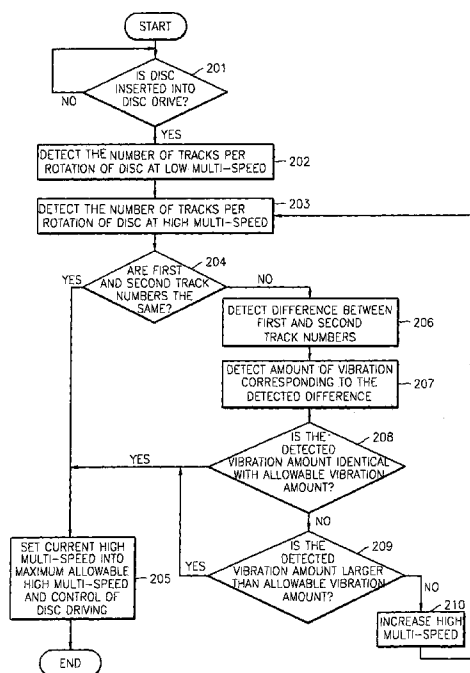 START
201
IS DISC
INSERTED INTO
DISC DRIVE?
NO
YES
DETECT THE NUMBER OF TRACKS PER
ROTATION OF DISC AT LOW MULTI-SPEED
202
DETECT THE NUMBER OF TRACKS PER
ROTATION OF DISC AT HIGH MULTI-SPEED
203
204
YES
ARE FIRST
AND SECOND TRACK
NUMBERS THE
SAME?
NO
DETECT DIFFERENCE BETWEEN
FIRST AND SECOND
TRACK NUMBERS
206
DETECT AMOUNT OF VIBRATION
CORRESPONDING TO THE
DETECTED DIFFERENCE
207
208
YES
IS THE
DETECTED
VIBRATION AMOUNT IDENTICAL
WITH ALLOWABLE VIBRATION
AMOUNT?
NO
209
YES
IS THE
DETECTED
VIBRATION AMOUNT LARGER
THAN ALLOWABLE VIBRATION
AMOUNT?
NO
SET CURRENT HIGH
MULTI-SPEED INTO
MAXIMUM ALLOWABLE
HIGH MULTI-SPEED
AND CONTROL OF
DISC DRIVING
205
210
INCREASE HIGH
MULTI-SPEED
END